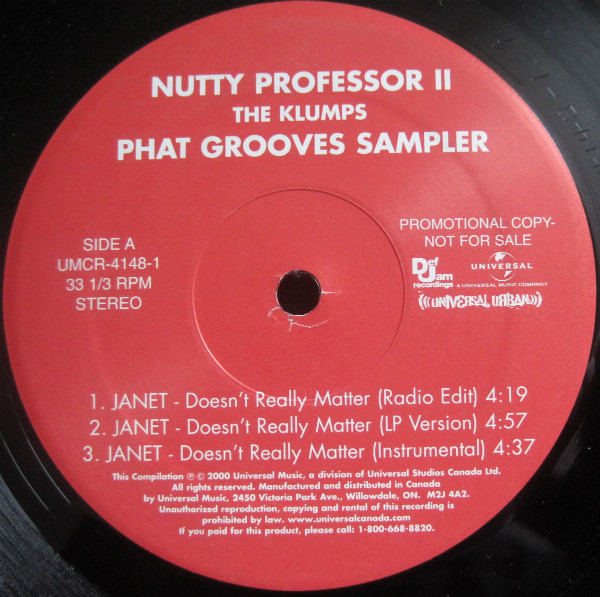 NUTTY PROFESSOR II
THE KLUMPS
PHAT GROOVES SAMPLER
SIDE A
UMCR-4148-1
33 1/3 RPM
STEREO
PROMOTIONAL COPY-
NOT FOR SALE
Def Jam recordings
UNIVERSAL
A UNIVERSAL MUSIC COMPANY
UNIVERSAL URBAN
1. JANET - Doesn't Really Matter (Radio Edit) 4:19
2. JANET - Doesn't Really Matter (LP Version) 4:57
3. JANET - Doesn't Really Matter (Instrumental) 4:37
This Compilation ℗ © 2000 Universal Music, a division of Universal Studios Canada Ltd.
All rights reserved. Manufactured and distributed in Canada
by Universal Music, 2450 Victoria Park Ave., Willowdale, ON. M2J 4A2.
Unauthorized reproduction, copying and rental of this recording is
prohibited by law. www.universalcanada.com
If you paid for this product, please call: 1-800-668-8820.